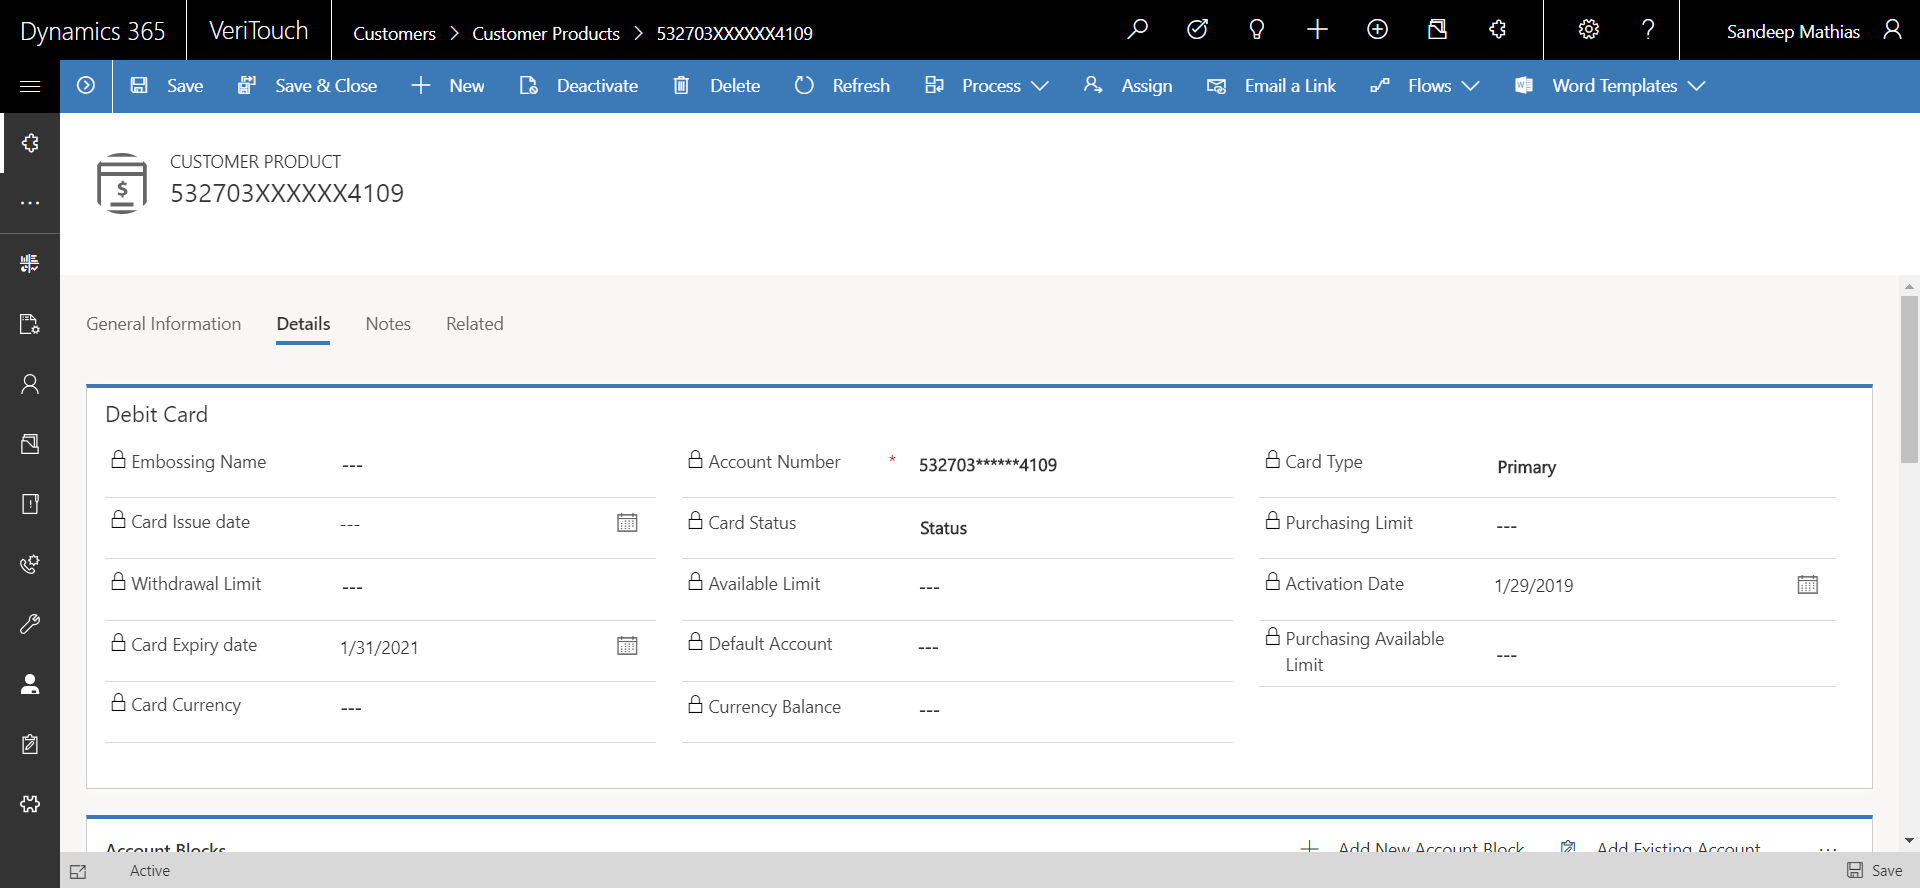 Dynamics 365 VeriTouch Customers > Customer Products > 532703XXXXXX4109 ? Sandeep Mathias
Save Save & Close New Deactivate Delete Refresh Process Assign Email a Link Flows Word Templates
CUSTOMER PRODUCT
532703XXXXXX4109
General Information Details Notes Related
Debit Card
Embossing Name --- Account Number * 532703******4109 Card Type Primary
Card Issue date --- Card Status Status Purchasing Limit ---
Withdrawal Limit --- Available Limit --- Activation Date 1/29/2019
Card Expiry date 1/31/2021 Default Account --- Purchasing Available
Limit ---
Card Currency --- Currency Balance ---
Account Blocks Add New Account Block Add Existing Account ...
Active Save